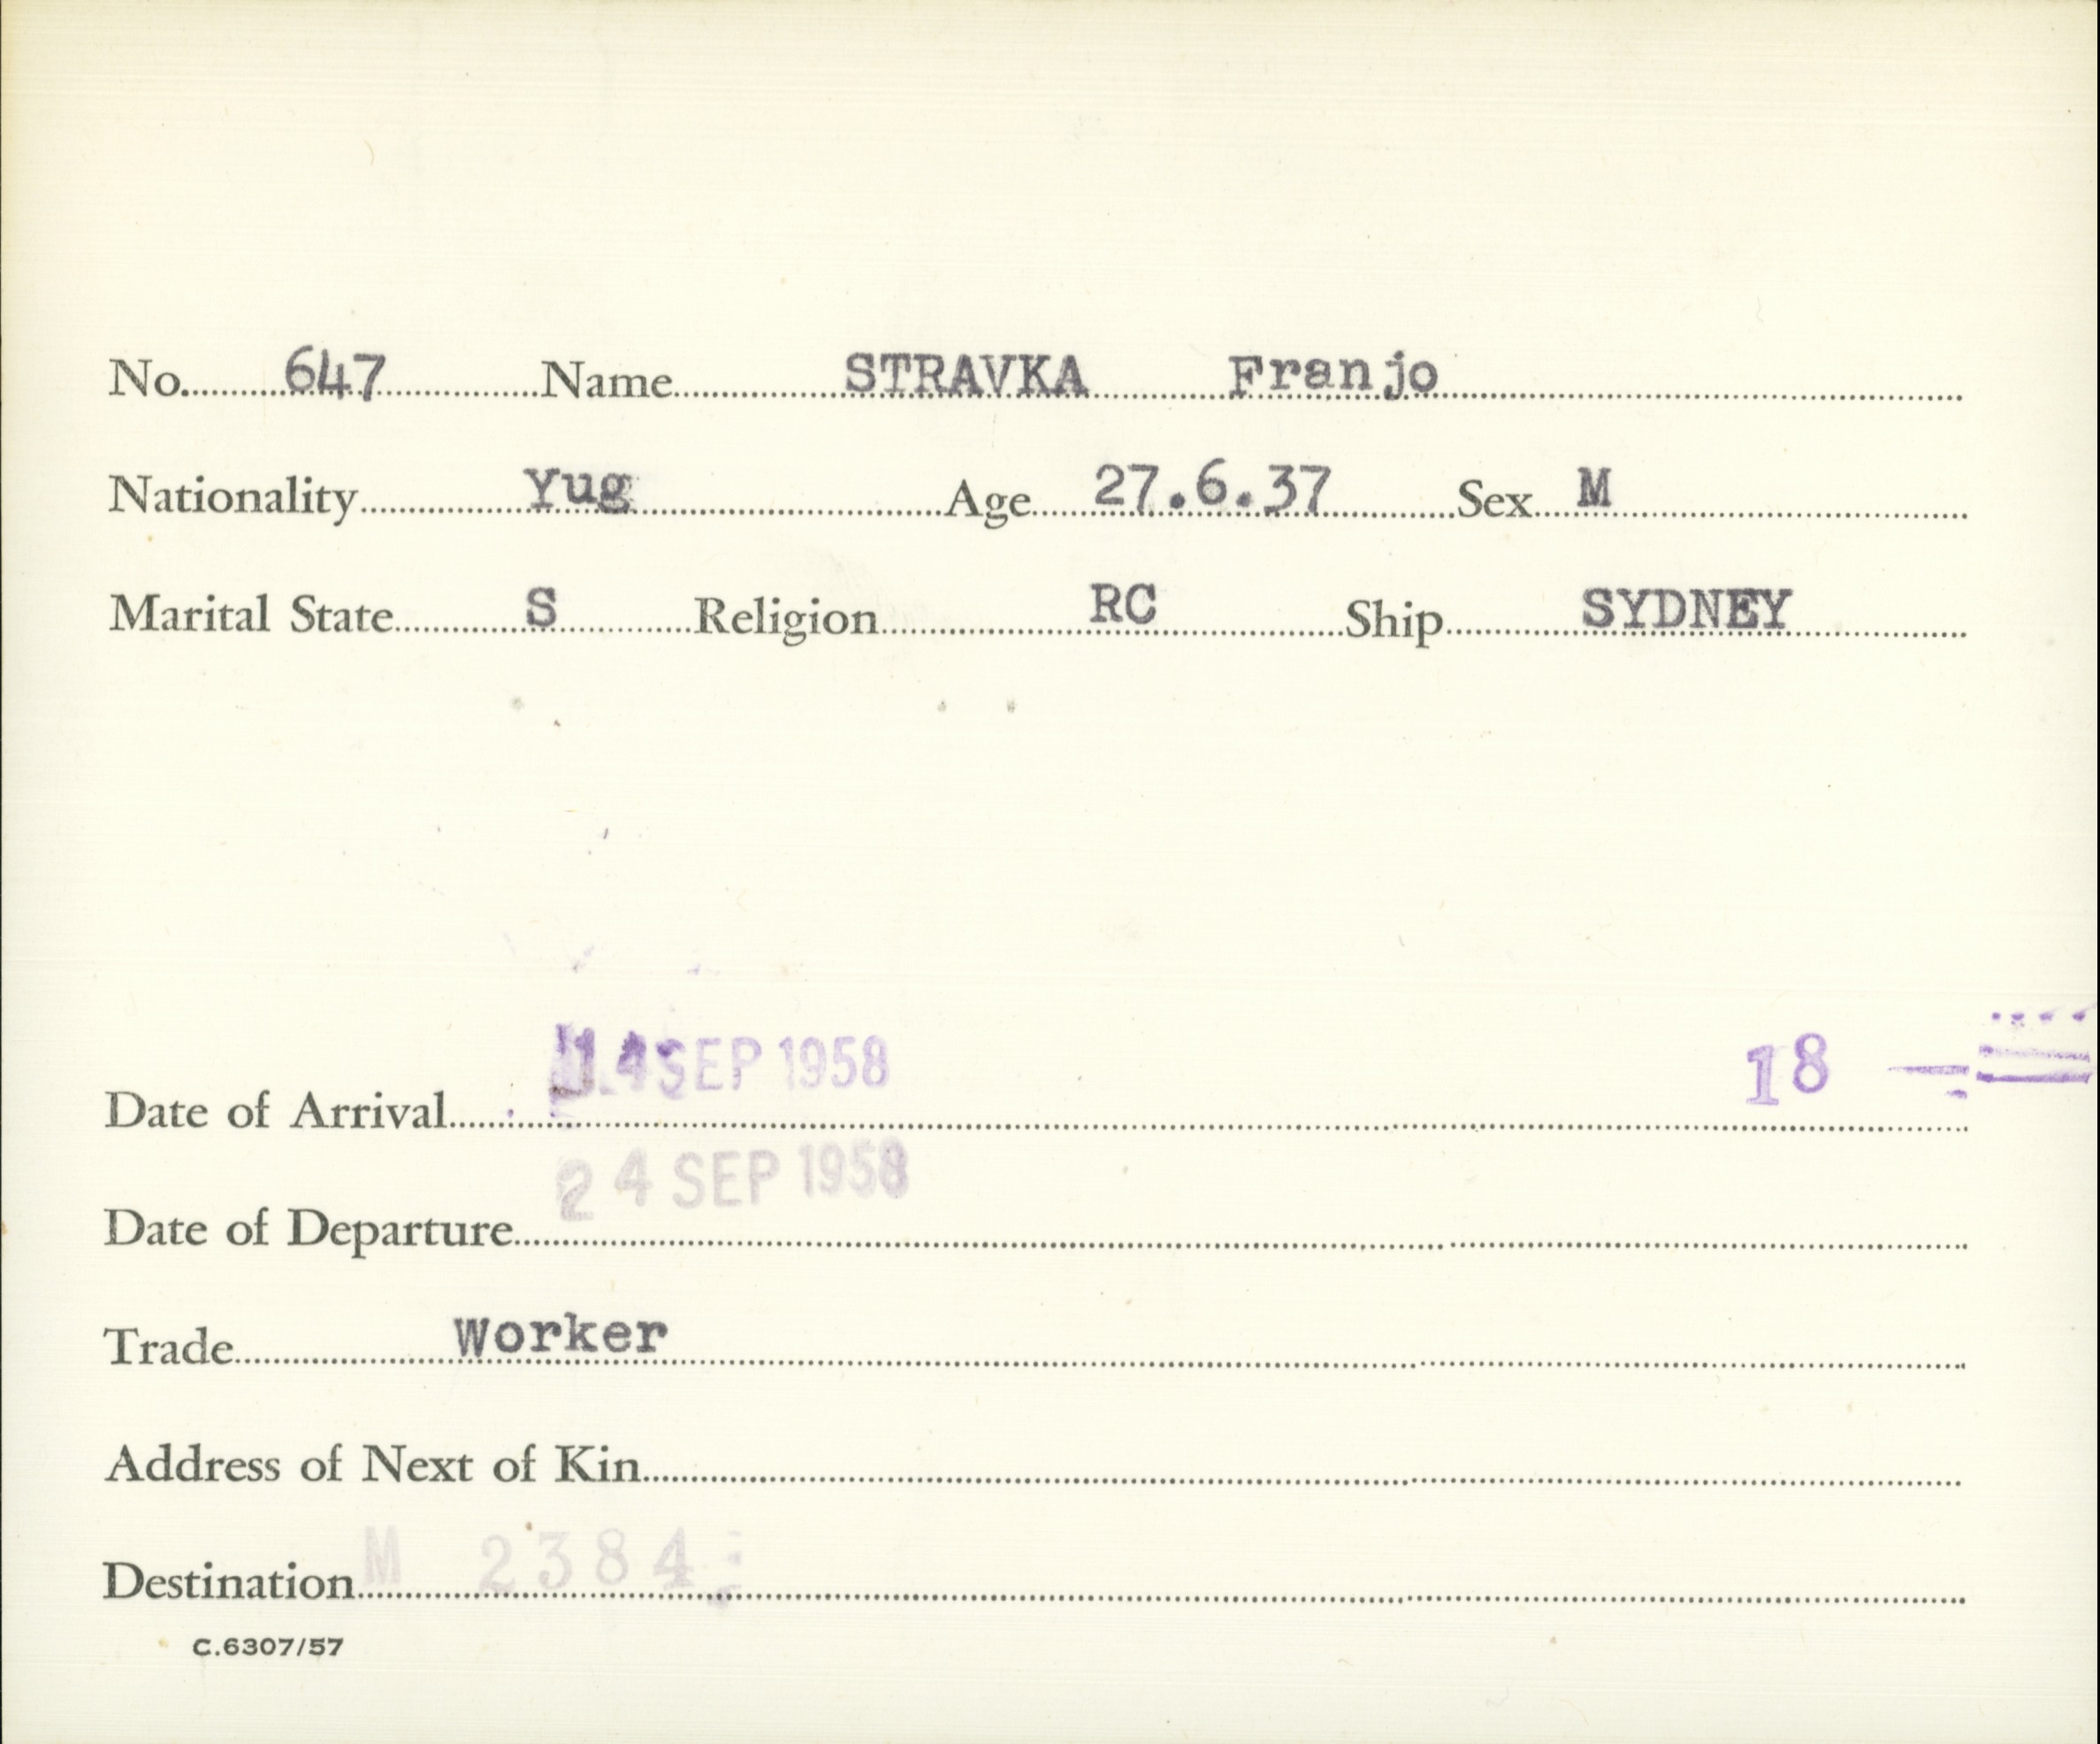 No. 647 Name STRAVKA Franjo
Nationality Yug Age 27.6.37 Sex M
Marital State S Religion RC Ship SYDNEY
Date of Arrival 14 SEP 1958 18
Date of Departure 24 SEP 1958
Trade Worker
Address of Next of Kin
Destination M 2384
C.6307/57